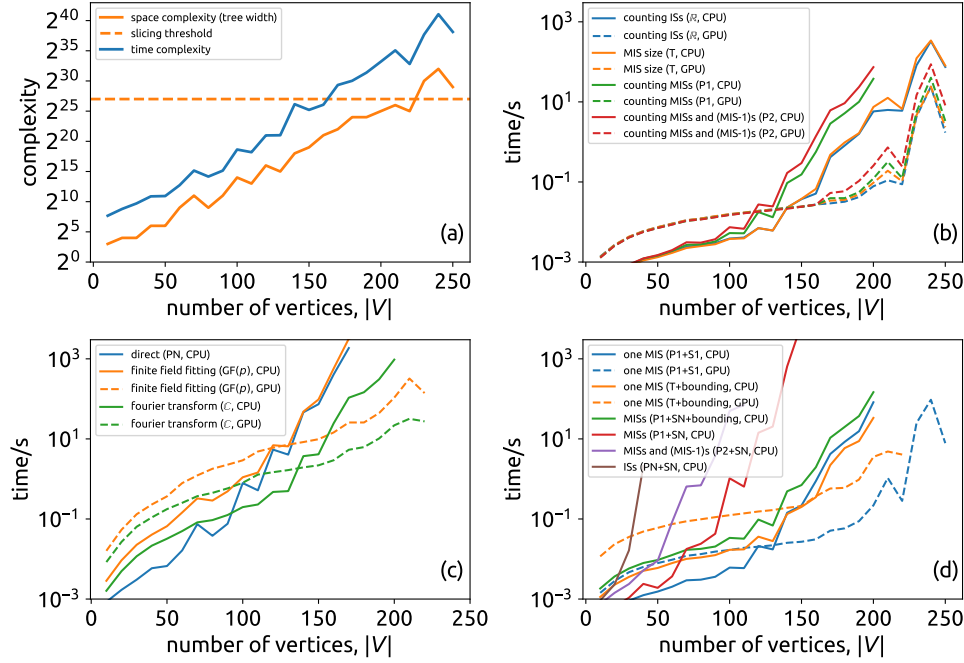 2^40
2^35
2^30
2^25
2^20
2^15
2^10
2^5
2^0
complexity
space complexity (tree width)
slicing threshold
time complexity
(a)
0 50 100 150 200 250
number of vertices, |V|
10^3
10^1
10^−1
10^−3
time/s
counting ISs (ℝ, CPU)
counting ISs (ℝ, GPU)
MIS size (T, CPU)
MIS size (T, GPU)
counting MISs (P1, CPU)
counting MISs (P1, GPU)
counting MISs and (MIS-1)s (P2, CPU)
counting MISs and (MIS-1)s (P2, GPU)
(b)
0 50 100 150 200 250
number of vertices, |V|
10^3
10^1
10^−1
10^−3
time/s
direct (PN, CPU)
finite field fitting (GF(p), CPU)
finite field fitting (GF(p), GPU)
fourier transform (ℂ, CPU)
fourier transform (ℂ, GPU)
(c)
0 50 100 150 200 250
number of vertices, |V|
10^3
10^1
10^−1
10^−3
time/s
one MIS (P1+S1, CPU)
one MIS (P1+S1, GPU)
one MIS (T+bounding, CPU)
one MIS (T+bounding, GPU)
MISs (P1+SN+bounding, CPU)
MISs (P1+SN, CPU)
MISs and (MIS-1)s (P2+SN, CPU)
ISs (PN+SN, CPU)
(d)
0 50 100 150 200 250
number of vertices, |V|